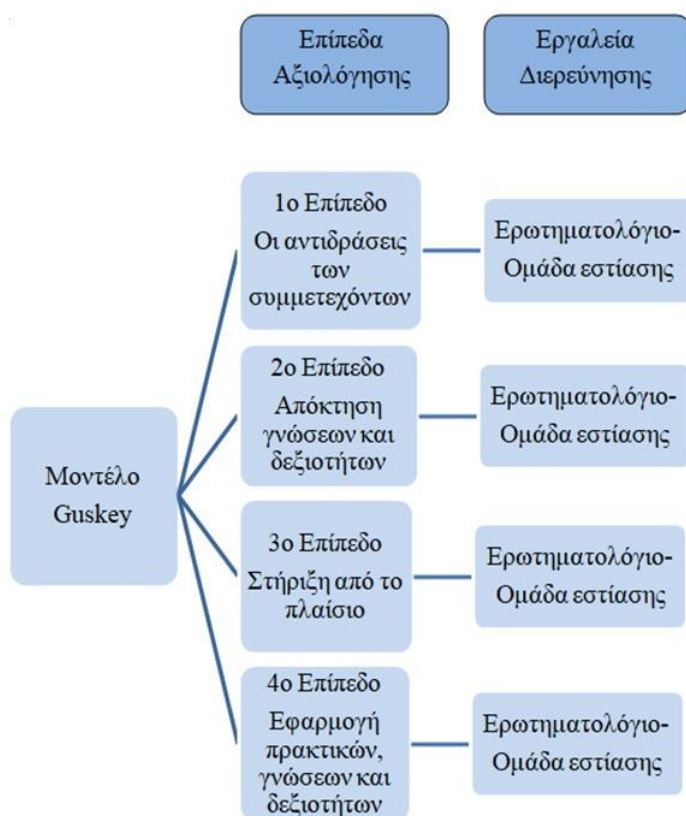 Επίπεδα
Αξιολόγησης
Εργαλεία
Διερεύνησης
Μοντέλο
Guskey
1ο Επίπεδο
Οι αντιδράσεις
των
συμμετεχόντων
Ερωτηματολόγιο-
Ομάδα εστίασης
2ο Επίπεδο
Απόκτηση
γνώσεων και
δεξιοτήτων
Ερωτηματολόγιο-
Ομάδα εστίασης
3ο Επίπεδο
Στήριξη από το
πλαίσιο
Ερωτηματολόγιο-
Ομάδα εστίασης
4ο Επίπεδο
Εφαρμογή
πρακτικών,
γνώσεων και
δεξιοτήτων
Ερωτηματολόγιο-
Ομάδα εστίασης